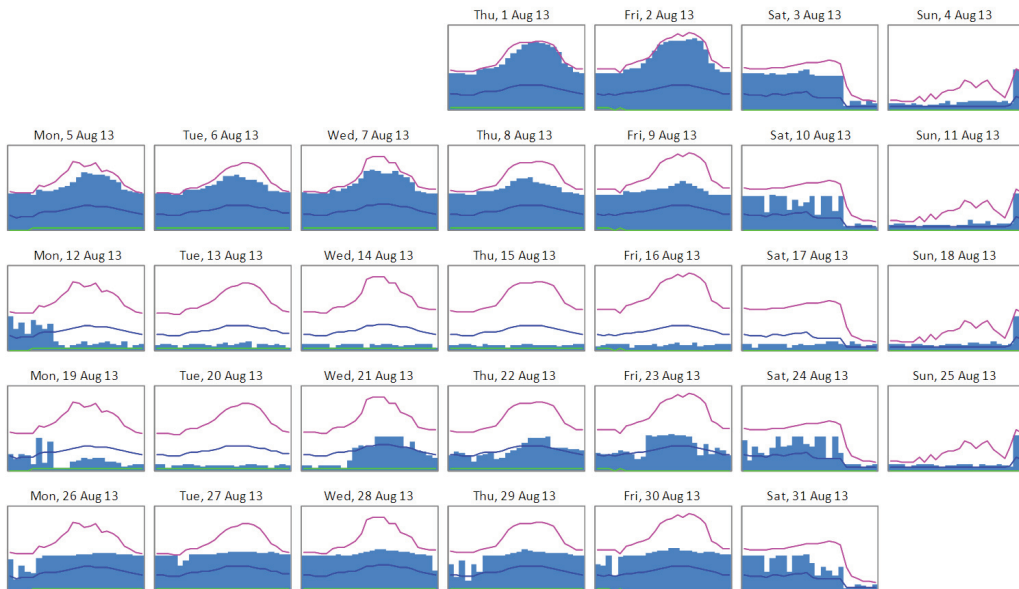 Thu, 1 Aug 13 Fri, 2 Aug 13 Sat, 3 Aug 13 Sun, 4 Aug 13
Mon, 5 Aug 13 Tue, 6 Aug 13 Wed, 7 Aug 13 Thu, 8 Aug 13 Fri, 9 Aug 13 Sat, 10 Aug 13 Sun, 11 Aug 13
Mon, 12 Aug 13 Tue, 13 Aug 13 Wed, 14 Aug 13 Thu, 15 Aug 13 Fri, 16 Aug 13 Sat, 17 Aug 13 Sun, 18 Aug 13
Mon, 19 Aug 13 Tue, 20 Aug 13 Wed, 21 Aug 13 Thu, 22 Aug 13 Fri, 23 Aug 13 Sat, 24 Aug 13 Sun, 25 Aug 13
Mon, 26 Aug 13 Tue, 27 Aug 13 Wed, 28 Aug 13 Thu, 29 Aug 13 Fri, 30 Aug 13 Sat, 31 Aug 13